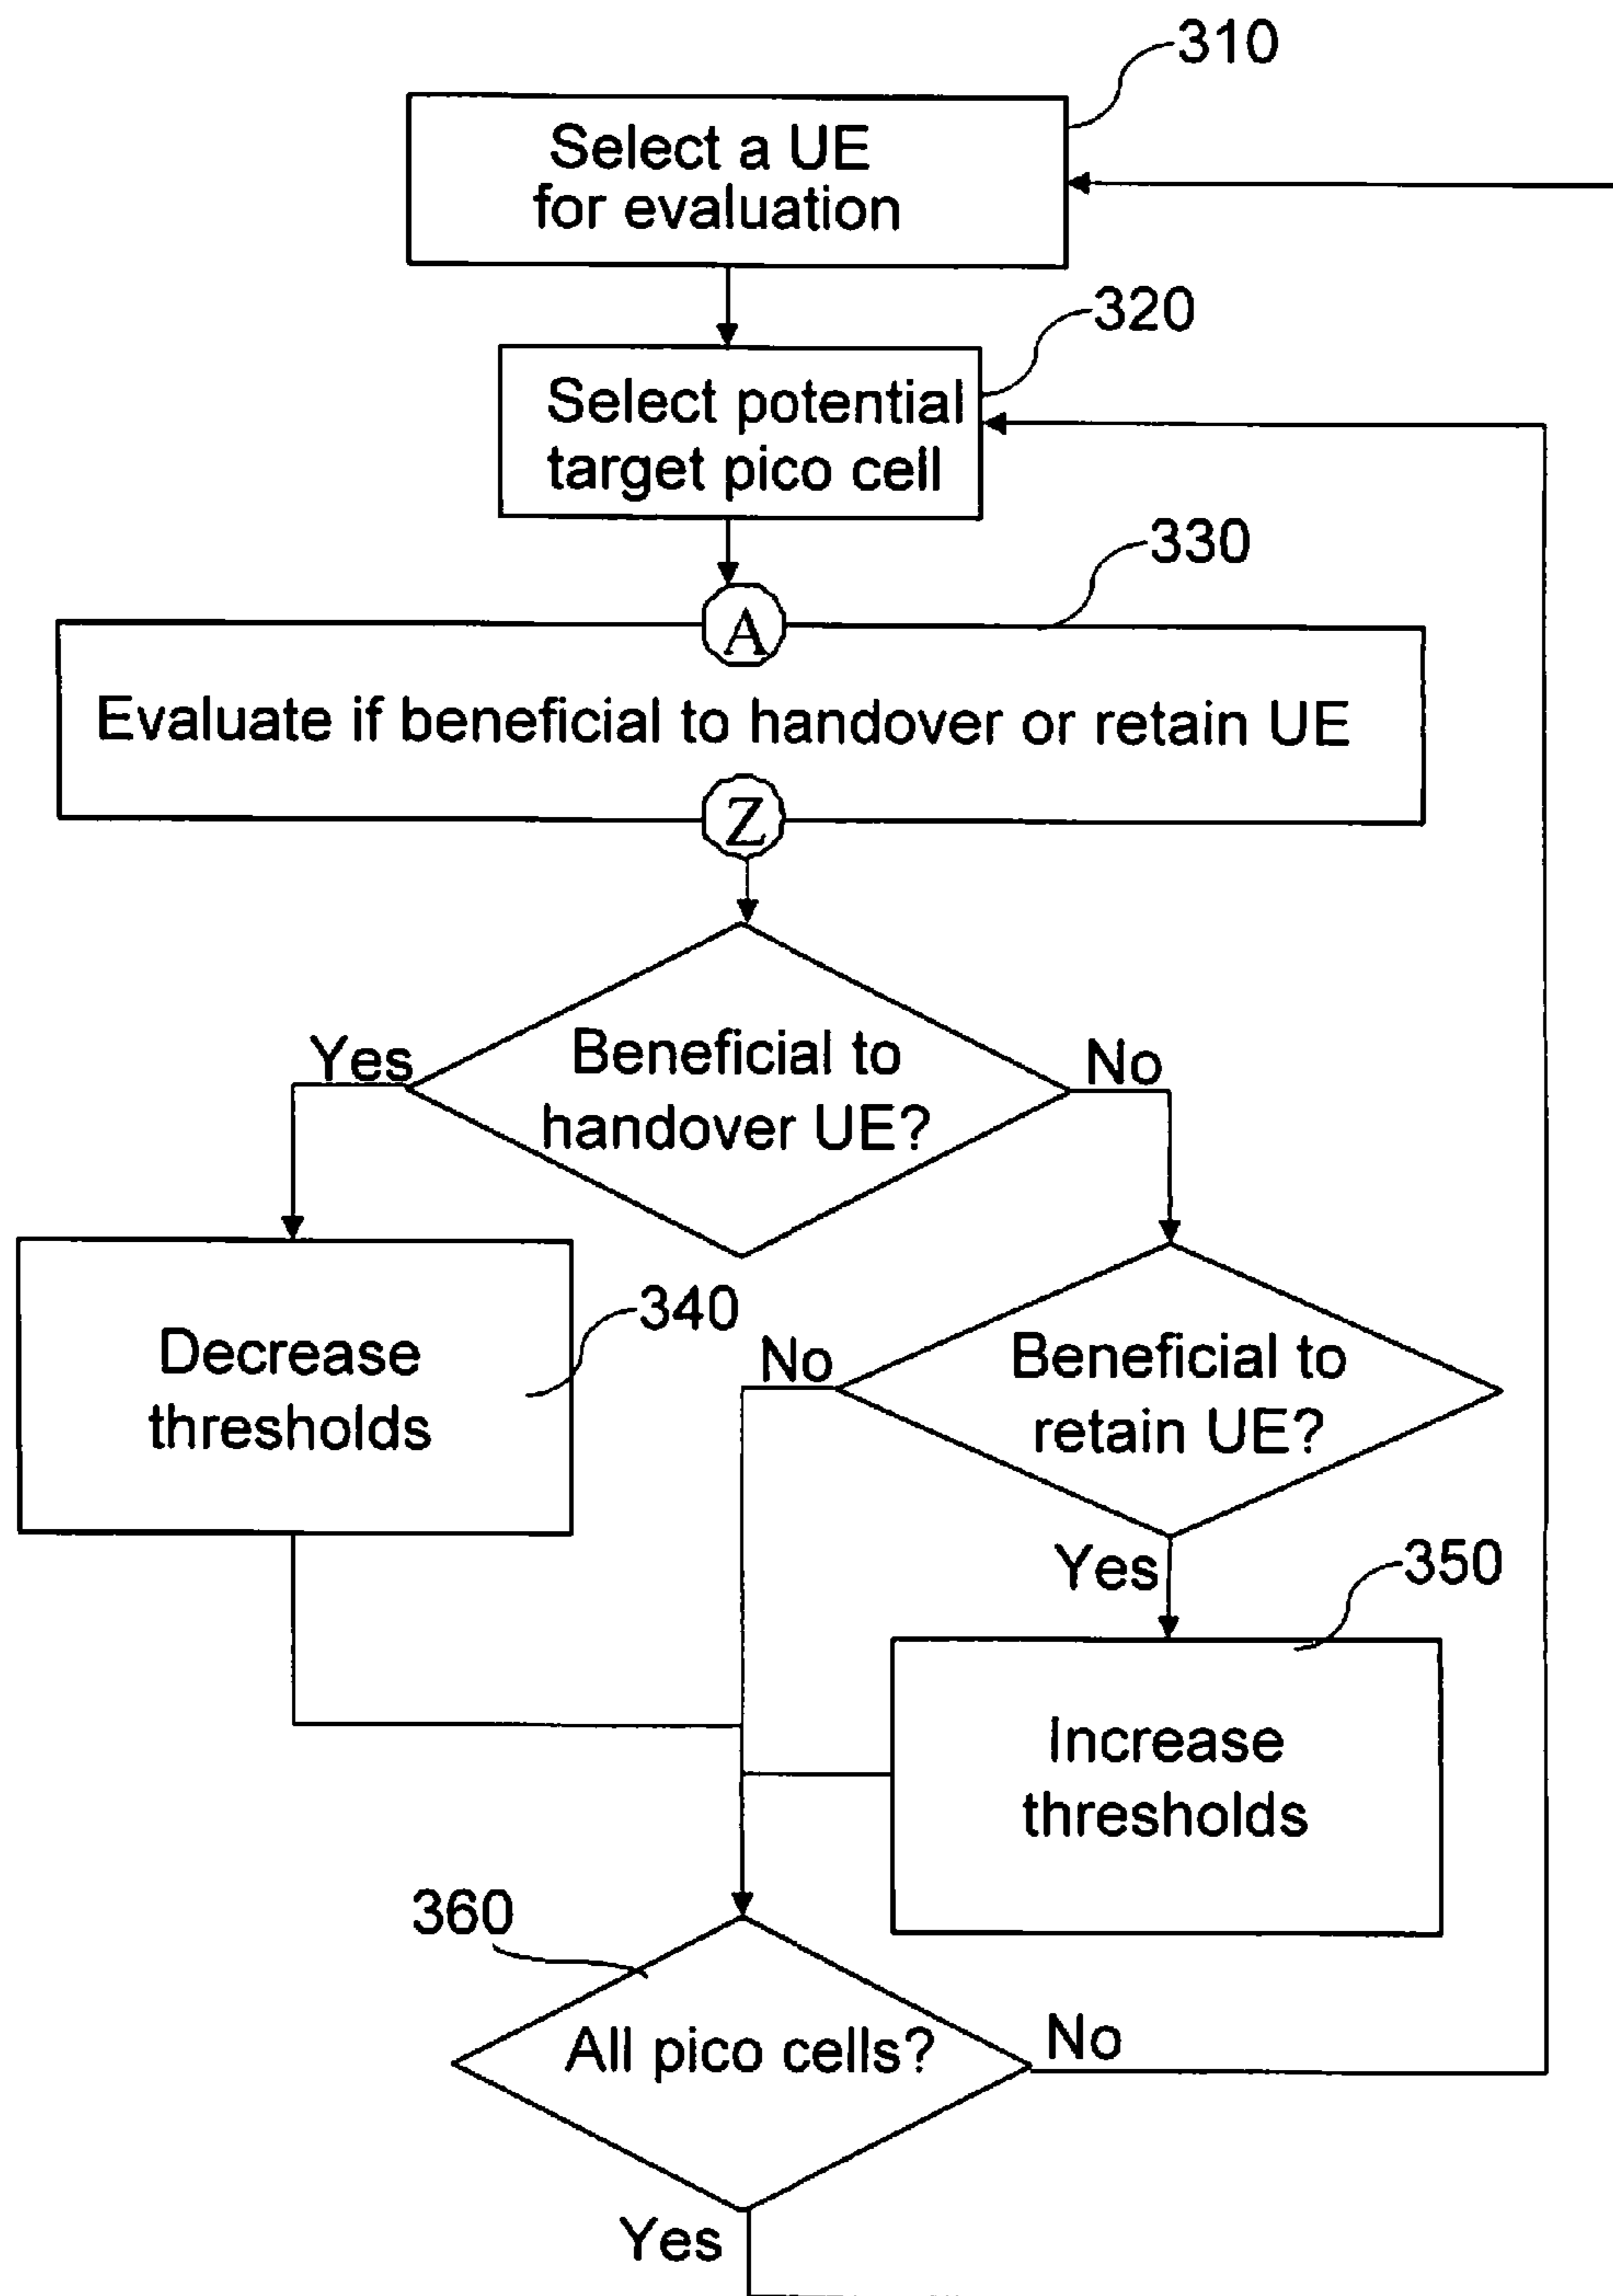 310
Select a UE
for evaluation
320
Select potential
target pico cell
330
A
Evaluate if beneficial to handover or retain UE
Z
Yes
Beneficial to
handover UE?
No
340
Decrease
thresholds
No
Beneficial to
retain UE?
Yes
350
Increase
thresholds
360
All pico cells?
No
Yes